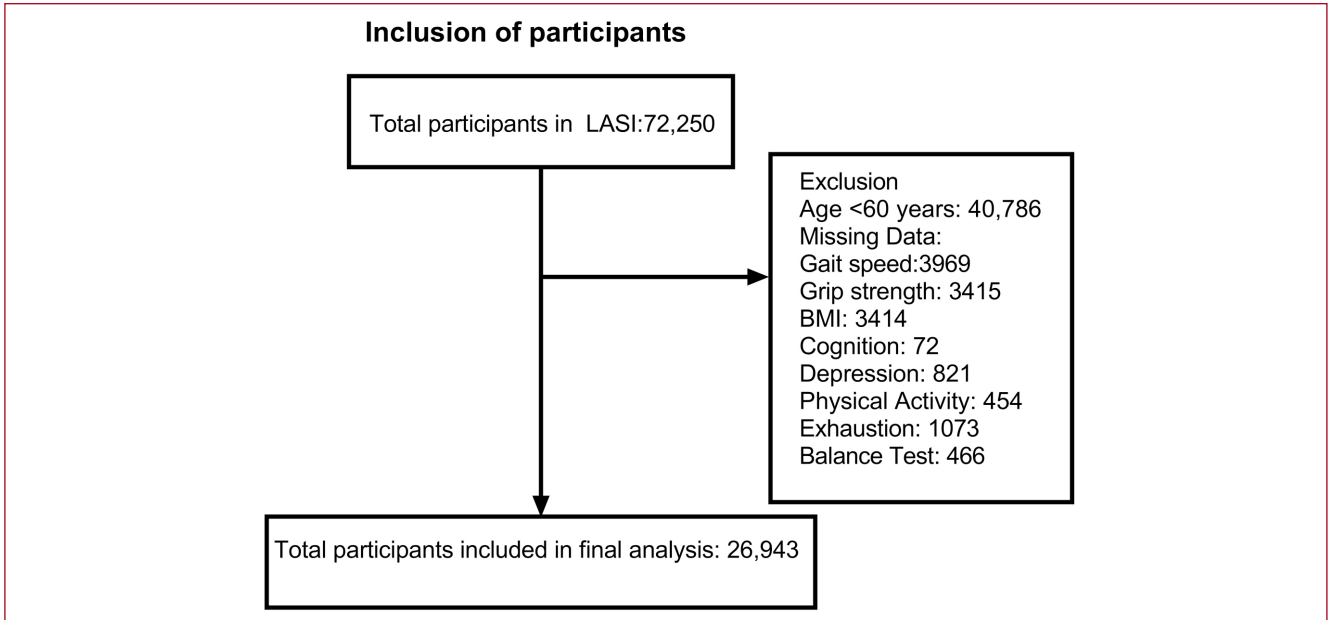 Inclusion of participants
Total participants in LASI:72,250
Exclusion
Age <60 years: 40,786
Missing Data:
Gait speed:3969
Grip strength: 3415
BMI: 3414
Cognition: 72
Depression: 821
Physical Activity: 454
Exhaustion: 1073
Balance Test: 466
Total participants included in final analysis: 26,943